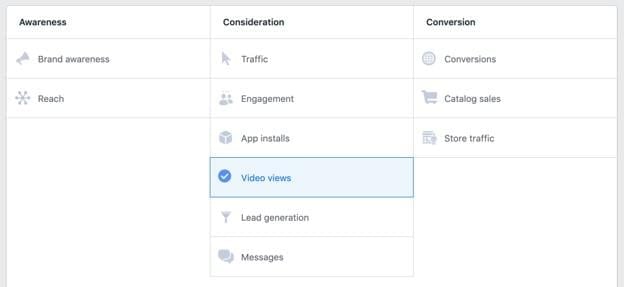 Awareness
Consideration
Conversion
Brand awareness
Traffic
Conversions
Reach
Engagement
Catalog sales
App installs
Store traffic
Video views
Lead generation
Messages